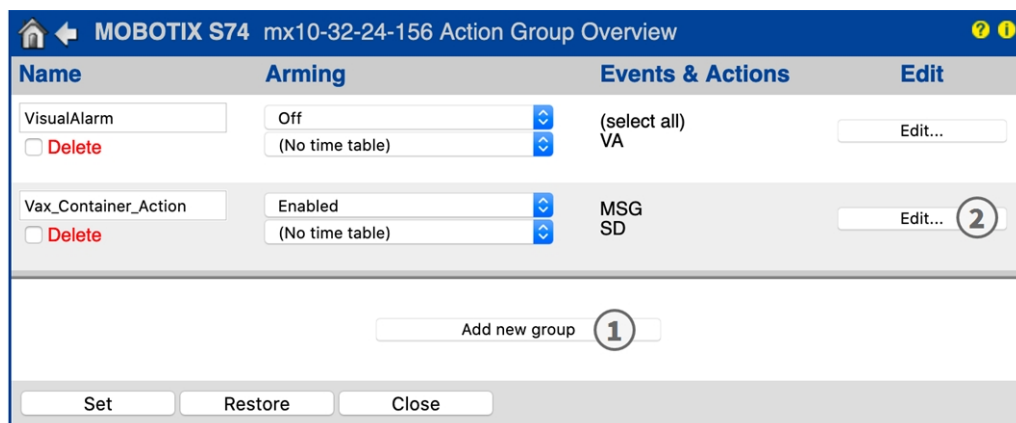 MOBOTIX S74 mx10-32-24-156 Action Group Overview ? i
Name Arming Events & Actions Edit
VisualAlarm Off (select all) Edit...
Delete (No time table) VA
Vax_Container_Action Enabled MSG Edit... 2
Delete (No time table) SD
Add new group 1
Set Restore Close